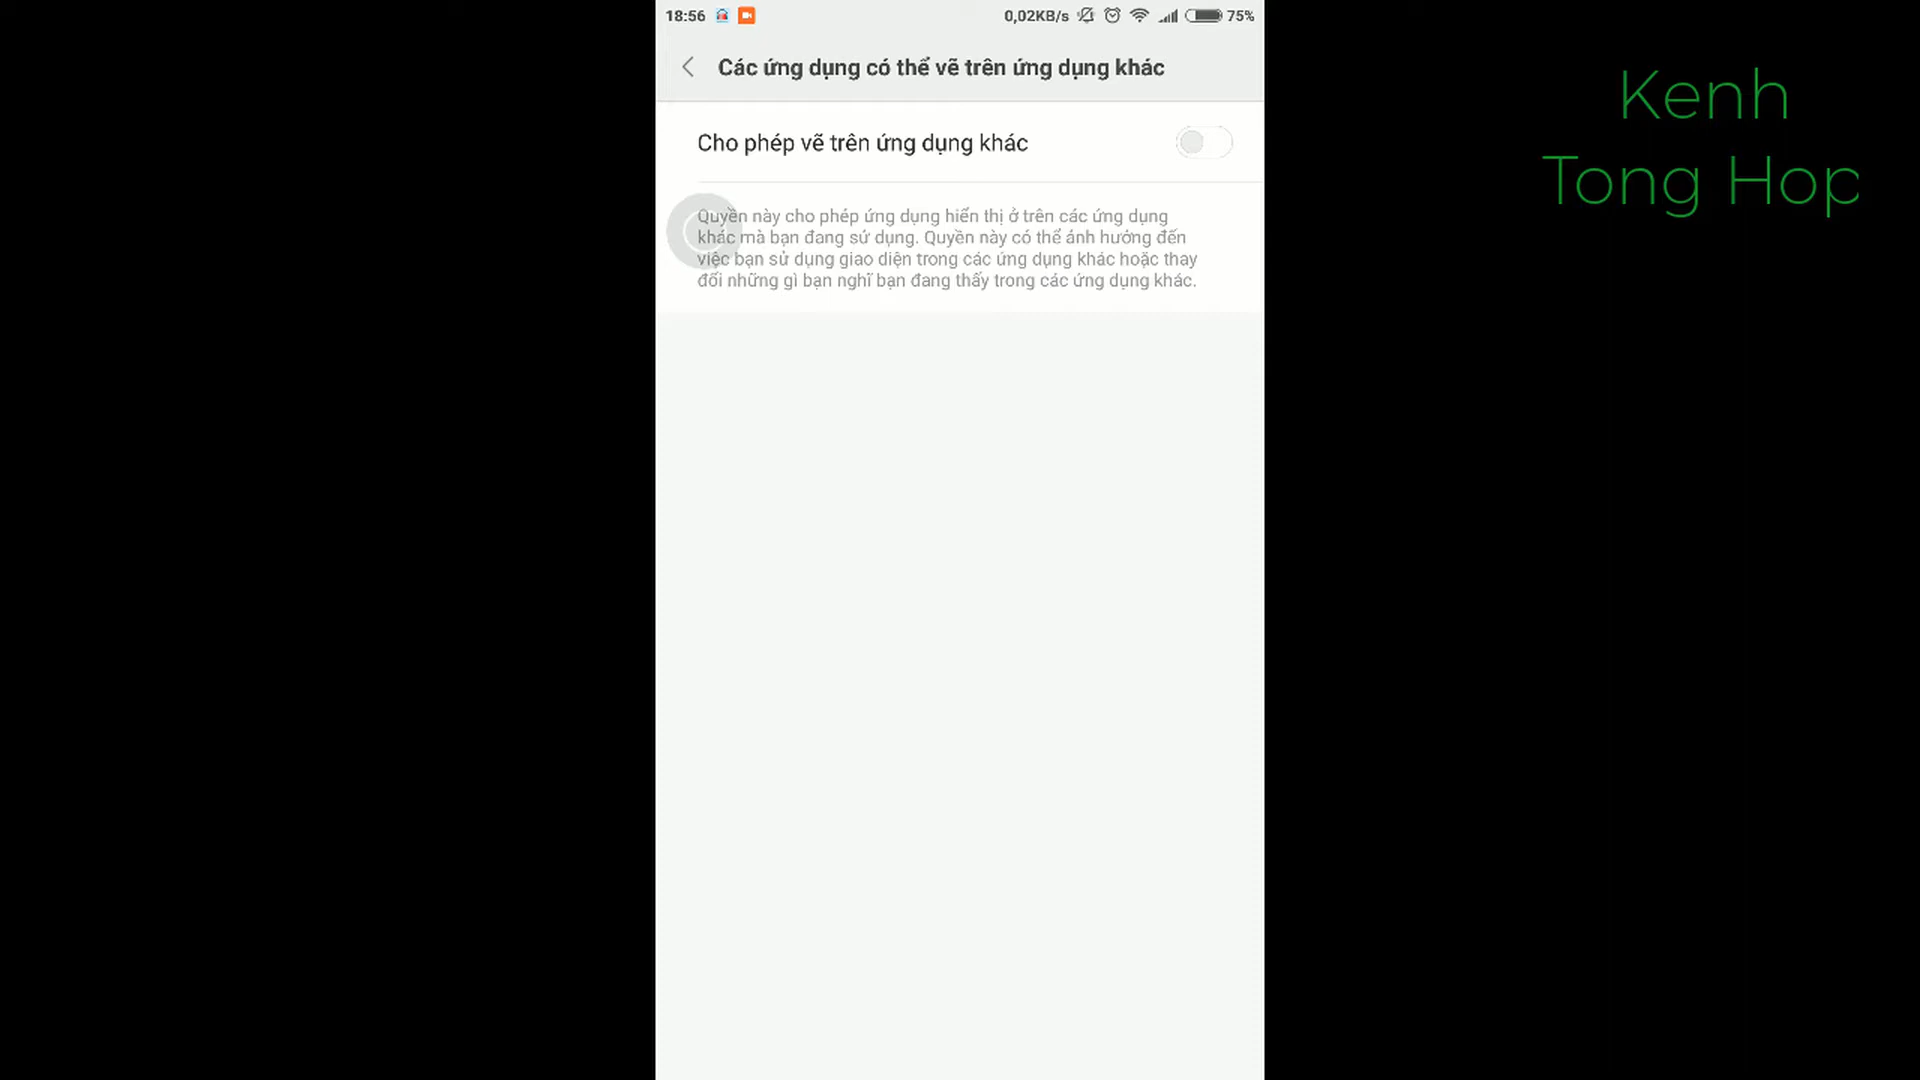 18:56 0,02KB/s 75%
Các ứng dụng có thể vẽ trên ứng dụng khác
Cho phép vẽ trên ứng dụng khác
Quyền này cho phép ứng dụng hiển thị ở trên các ứng dụng
khác mà bạn đang sử dụng. Quyền này có thể ảnh hưởng đến
việc bạn sử dụng giao diện trong các ứng dụng khác hoặc thay
đổi những gì bạn nghĩ bạn đang thấy trong các ứng dụng khác.
Kenh
Tong Hop